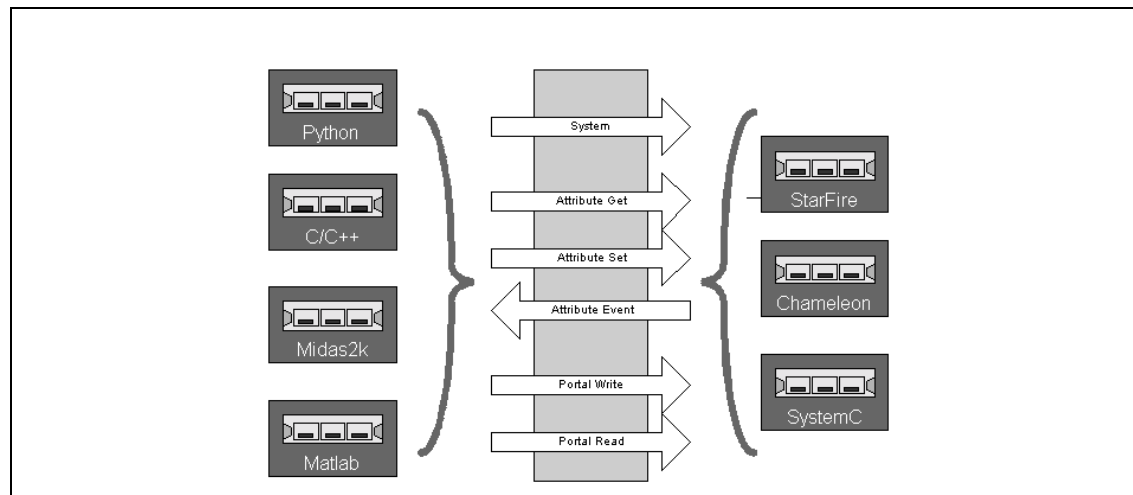 Python
C/C++
Midas2k
Matlab
System
Attribute Get
Attribute Set
Attribute Event
Portal Write
Portal Read
StarFire
Chameleon
SystemC